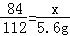 84/112 = x/5.6g